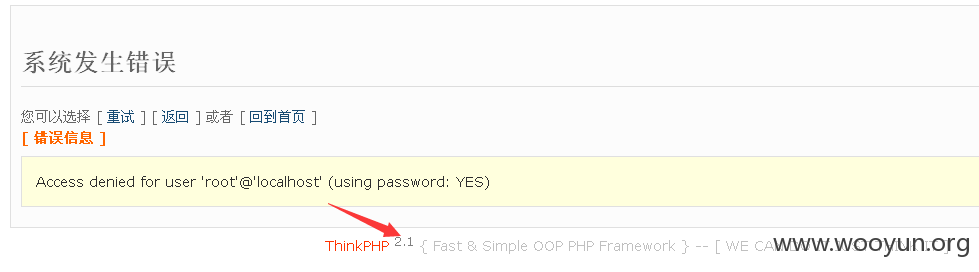 系统发生错误
您可以选择 [ 重试 ] [ 返回 ] 或者 [ 回到首页 ]
[ 错误信息 ]
Access denied for user 'root'@'localhost' (using password: YES)
ThinkPHP 2.1 { Fast & Simple OOP PHP Framework } -- [ WE CAN
www.wooyun.org